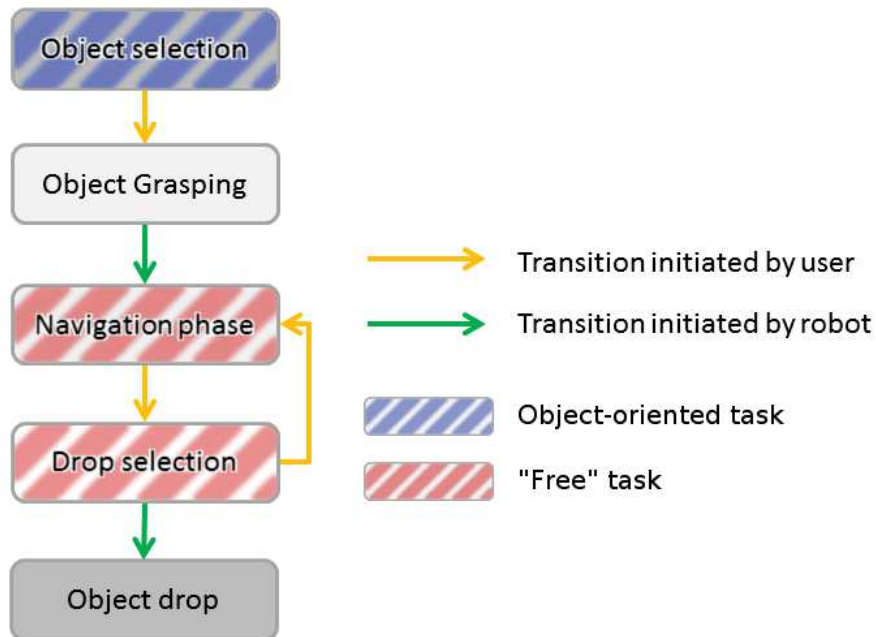 Object selection
Object Grasping
Navigation phase
Drop selection
Object drop
Transition initiated by user
Transition initiated by robot
Object-oriented task
"Free" task